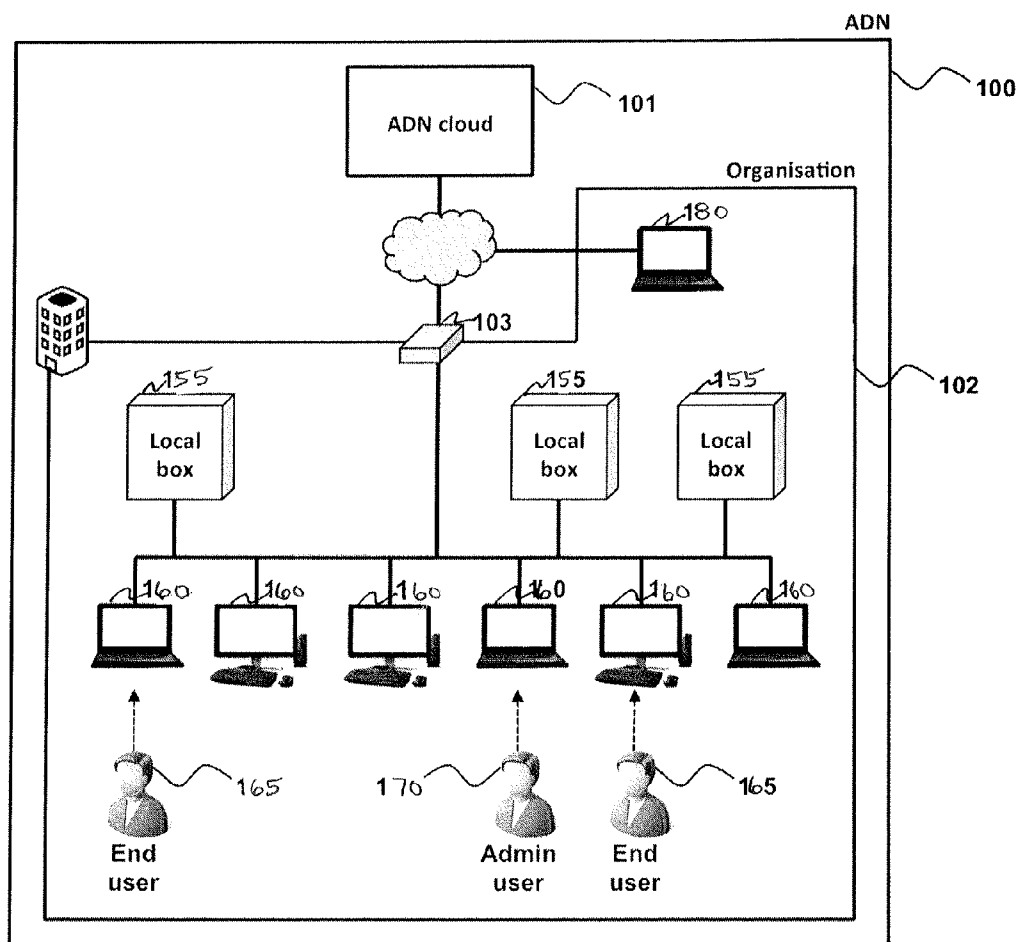 ADN
100
101
ADN cloud
Organisation
180
103
102
155 155 155
Local box Local box Local box
160 160 160 160 160 160
165 170 165
End user Admin user End user